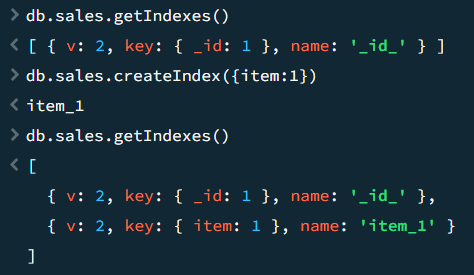 > db.sales.getIndexes()
< [ { v: 2, key: { _id: 1 }, name: '_id_' } ]
> db.sales.createIndex({item:1})
< item_1
> db.sales.getIndexes()
< [
{ v: 2, key: { _id: 1 }, name: '_id_' },
{ v: 2, key: { item: 1 }, name: 'item_1' }
]